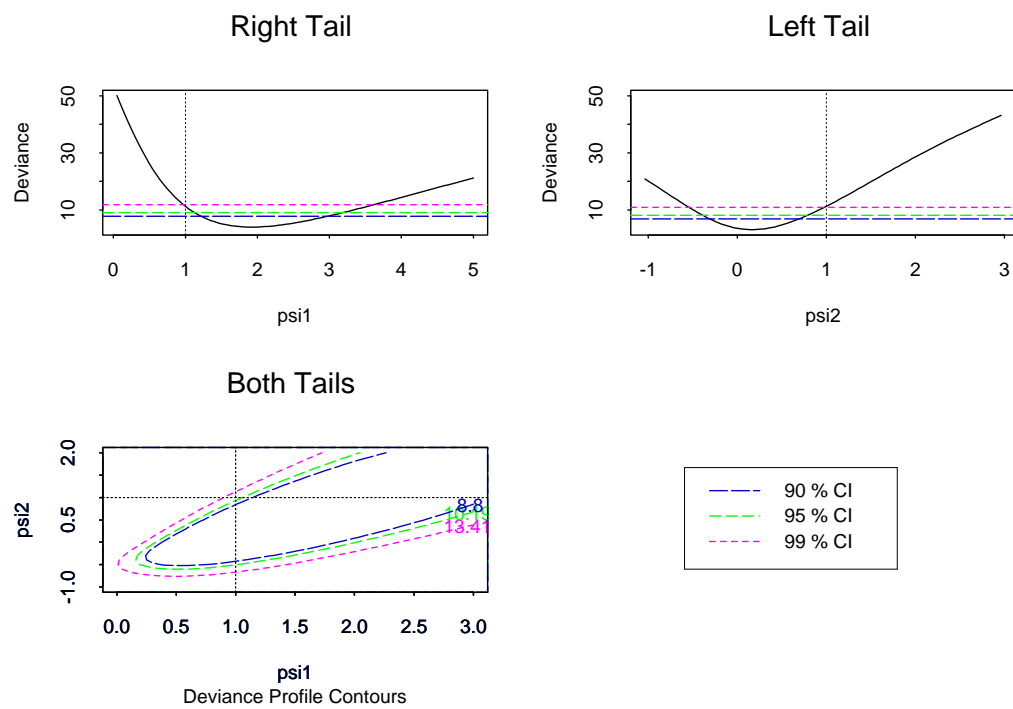 Right Tail
Left Tail
Deviance
50
30
10
0 1 2 3 4 5
psi1
Deviance
50
30
10
-1 0 1 2 3
psi2
Both Tails
psi2
2.0
0.5
-1.0
8.8
10.19
13.41
0.0 0.5 1.0 1.5 2.0 2.5 3.0
psi1
Deviance Profile Contours
90 % CI
95 % CI
99 % CI